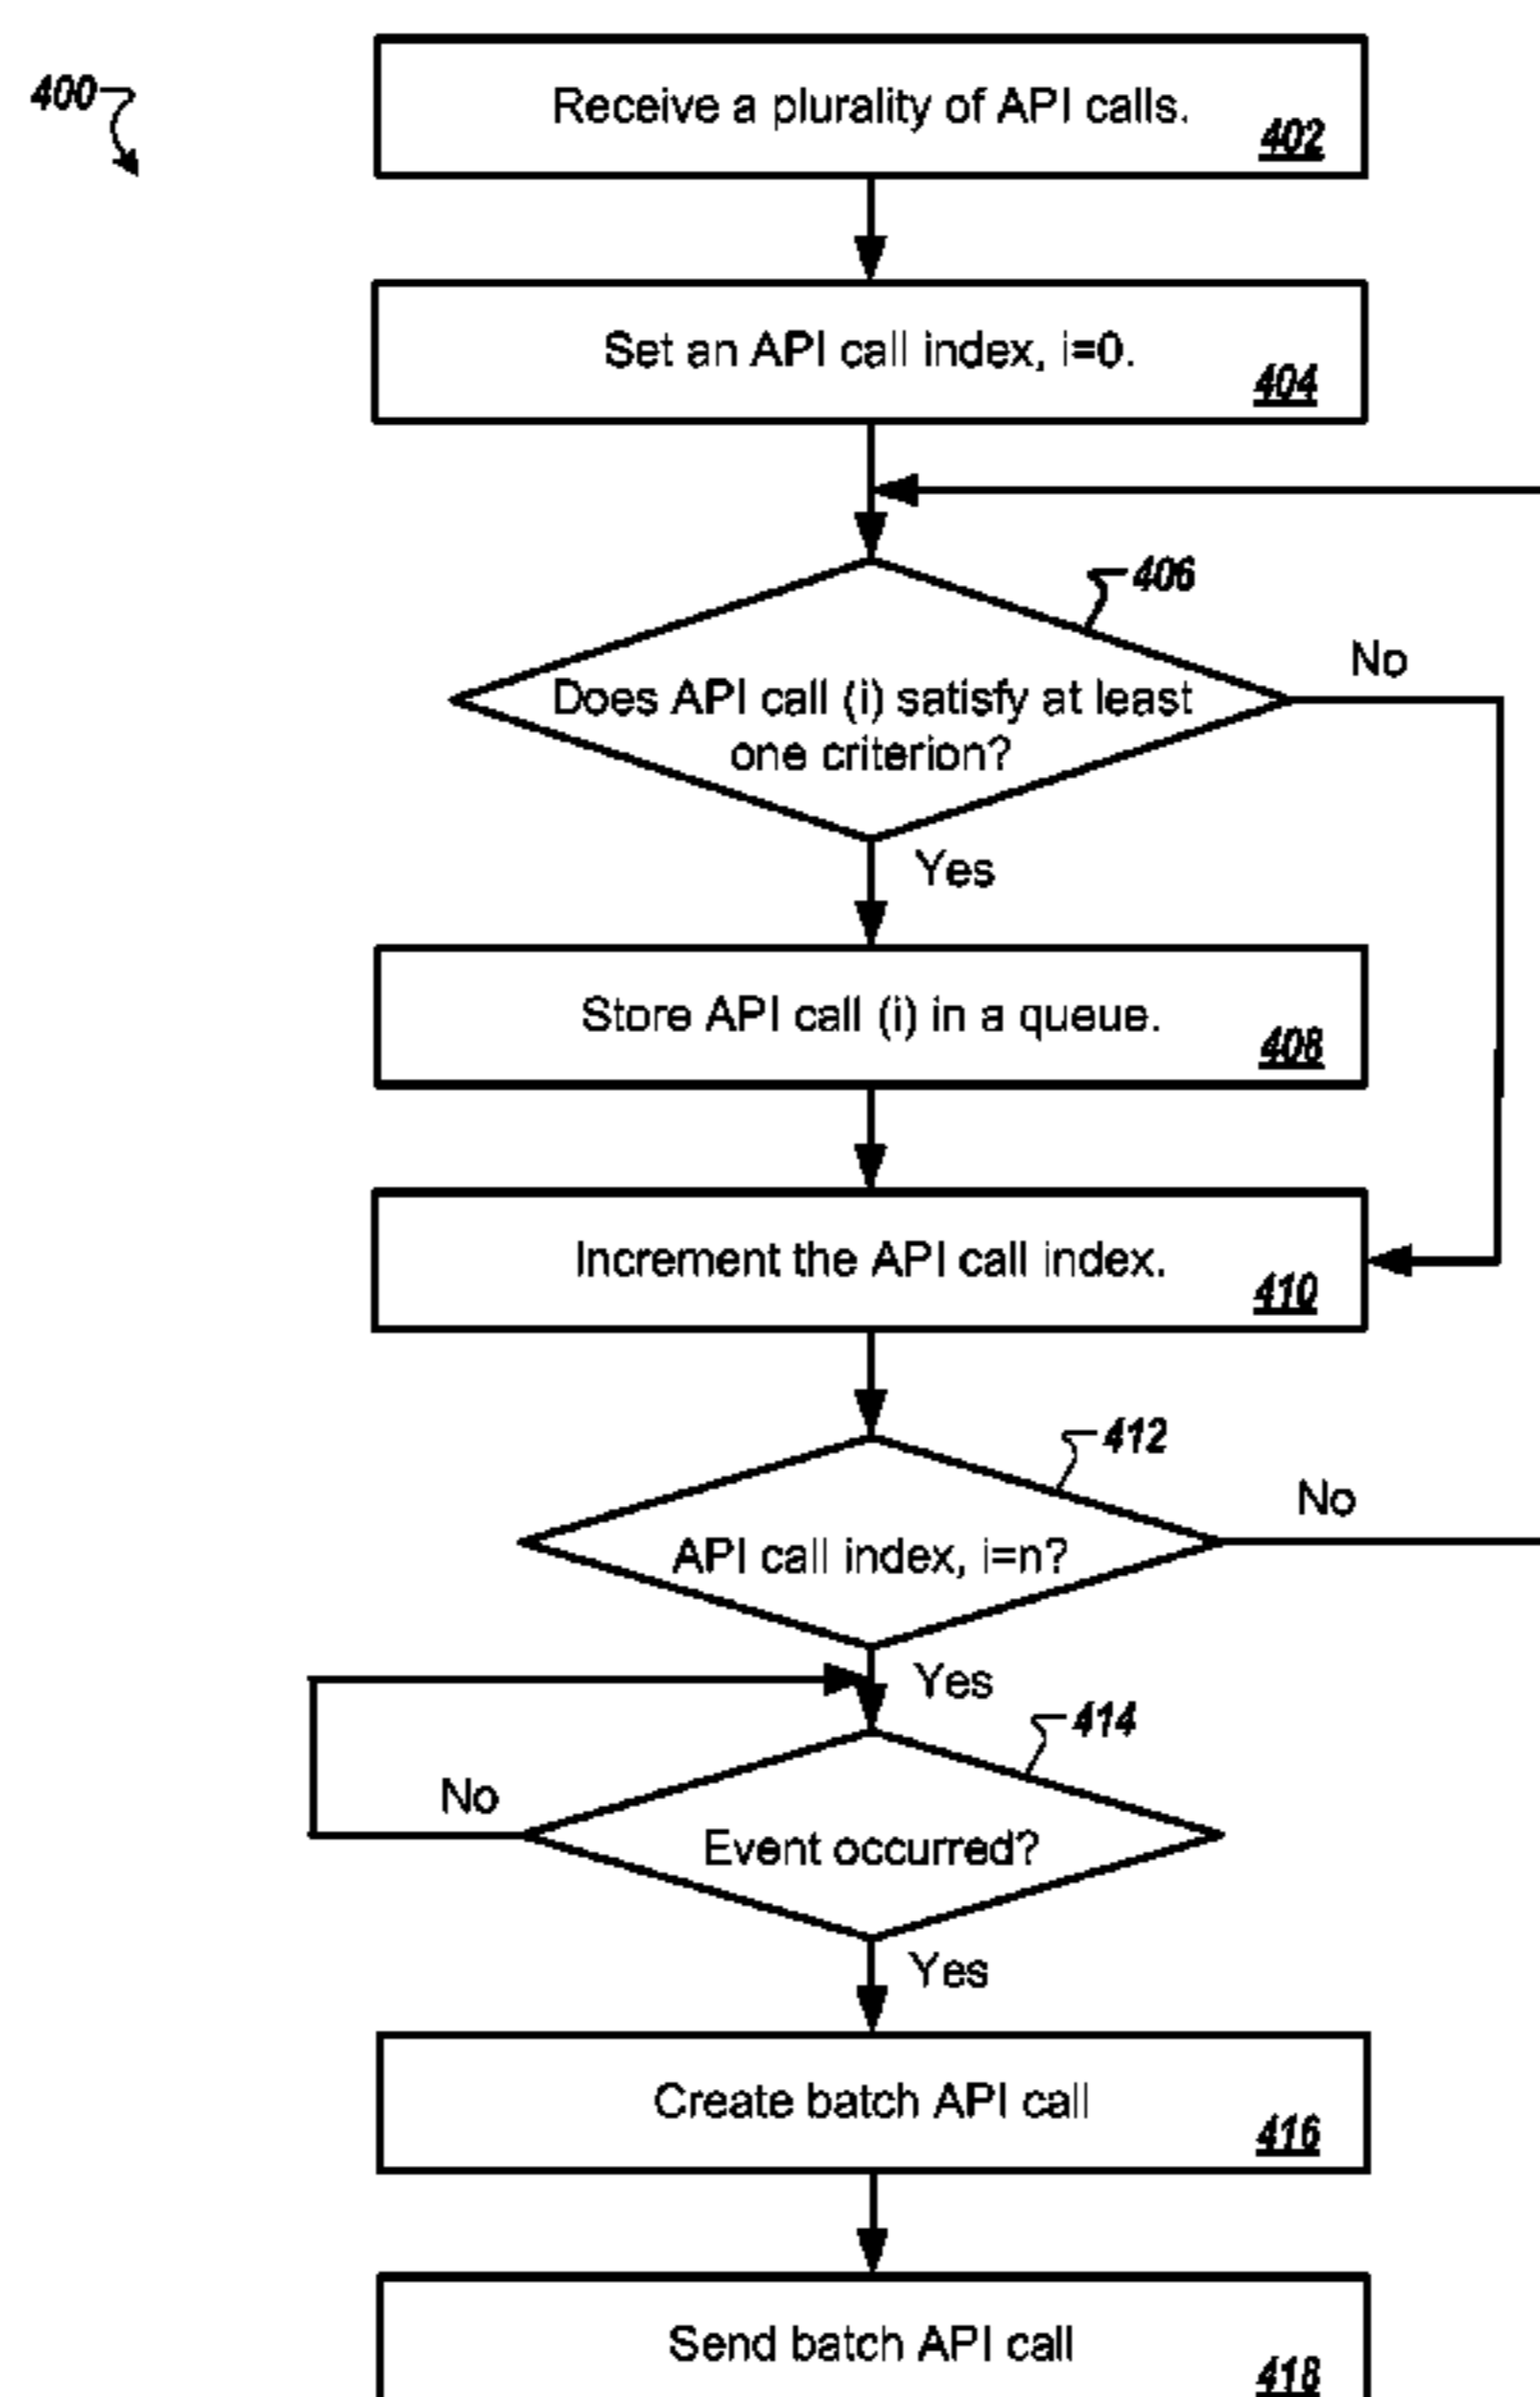 400
Receive a plurality of API calls.
402
Set an API call index, i=0.
404
406
No
Does API call (i) satisfy at least
one criterion?
Yes
Store API call (i) in a queue.
408
Increment the API call index.
410
412
No
API call index, i=n?
Yes
414
No
Event occurred?
Yes
Create batch API call
416
Send batch API call
418